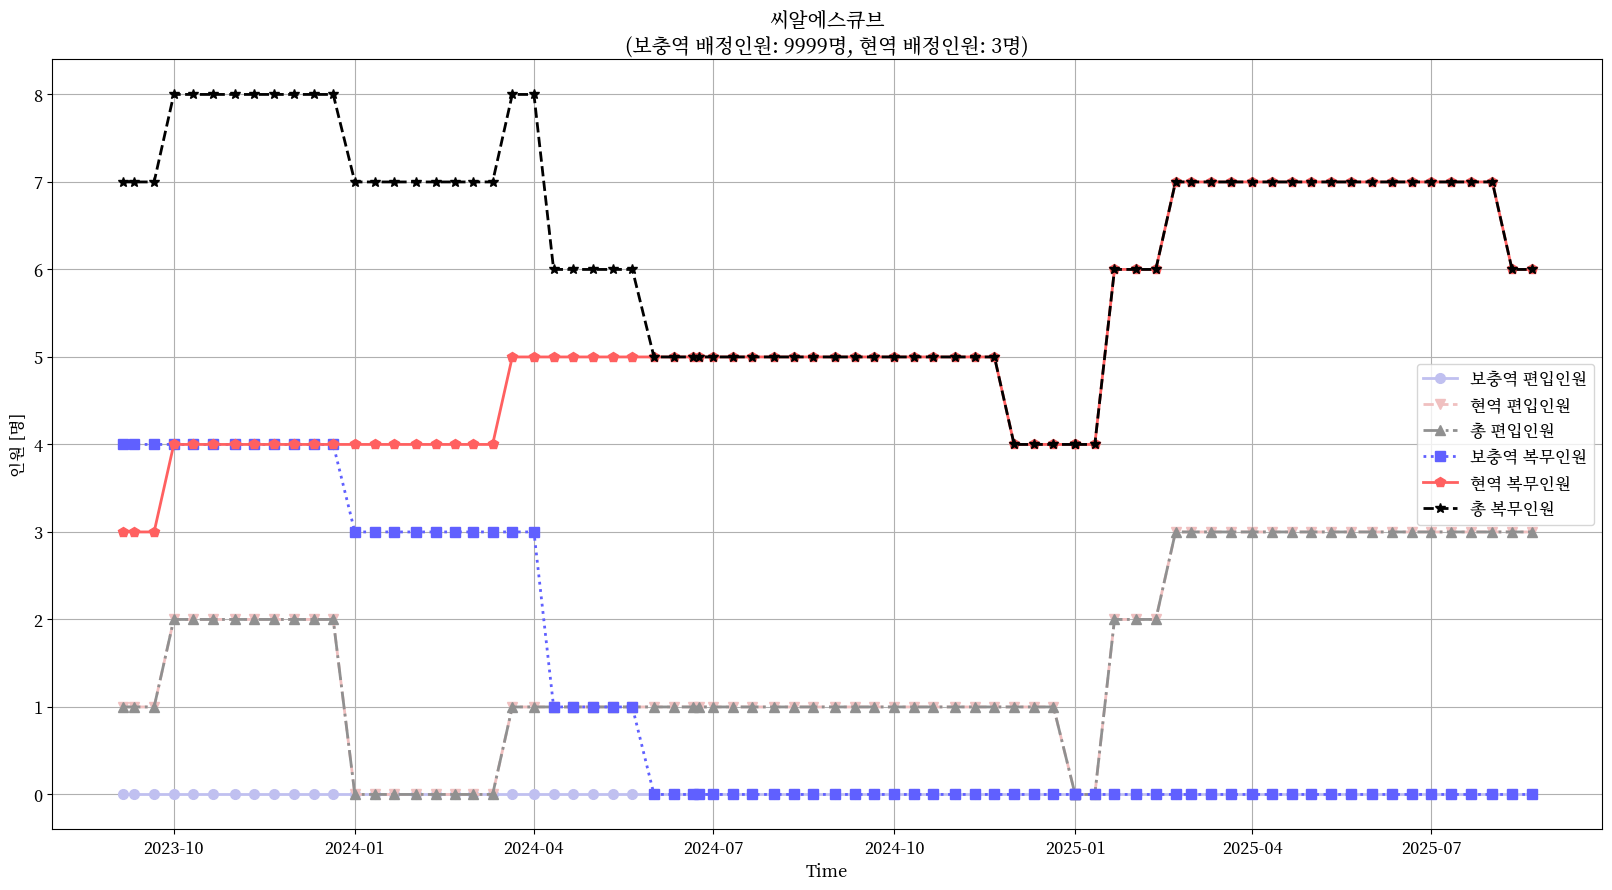 씨알에스큐브
(보충역 배정인원: 9999명, 현역 배정인원: 3명)
8
7
6
5
4
3
2
1
0
인원 [명]
보충역 편입인원
현역 편입인원
총 편입인원
보충역 복무인원
현역 복무인원
총 복무인원
2023-10
2024-01
2024-04
2024-07
2024-10
2025-01
2025-04
2025-07
Time